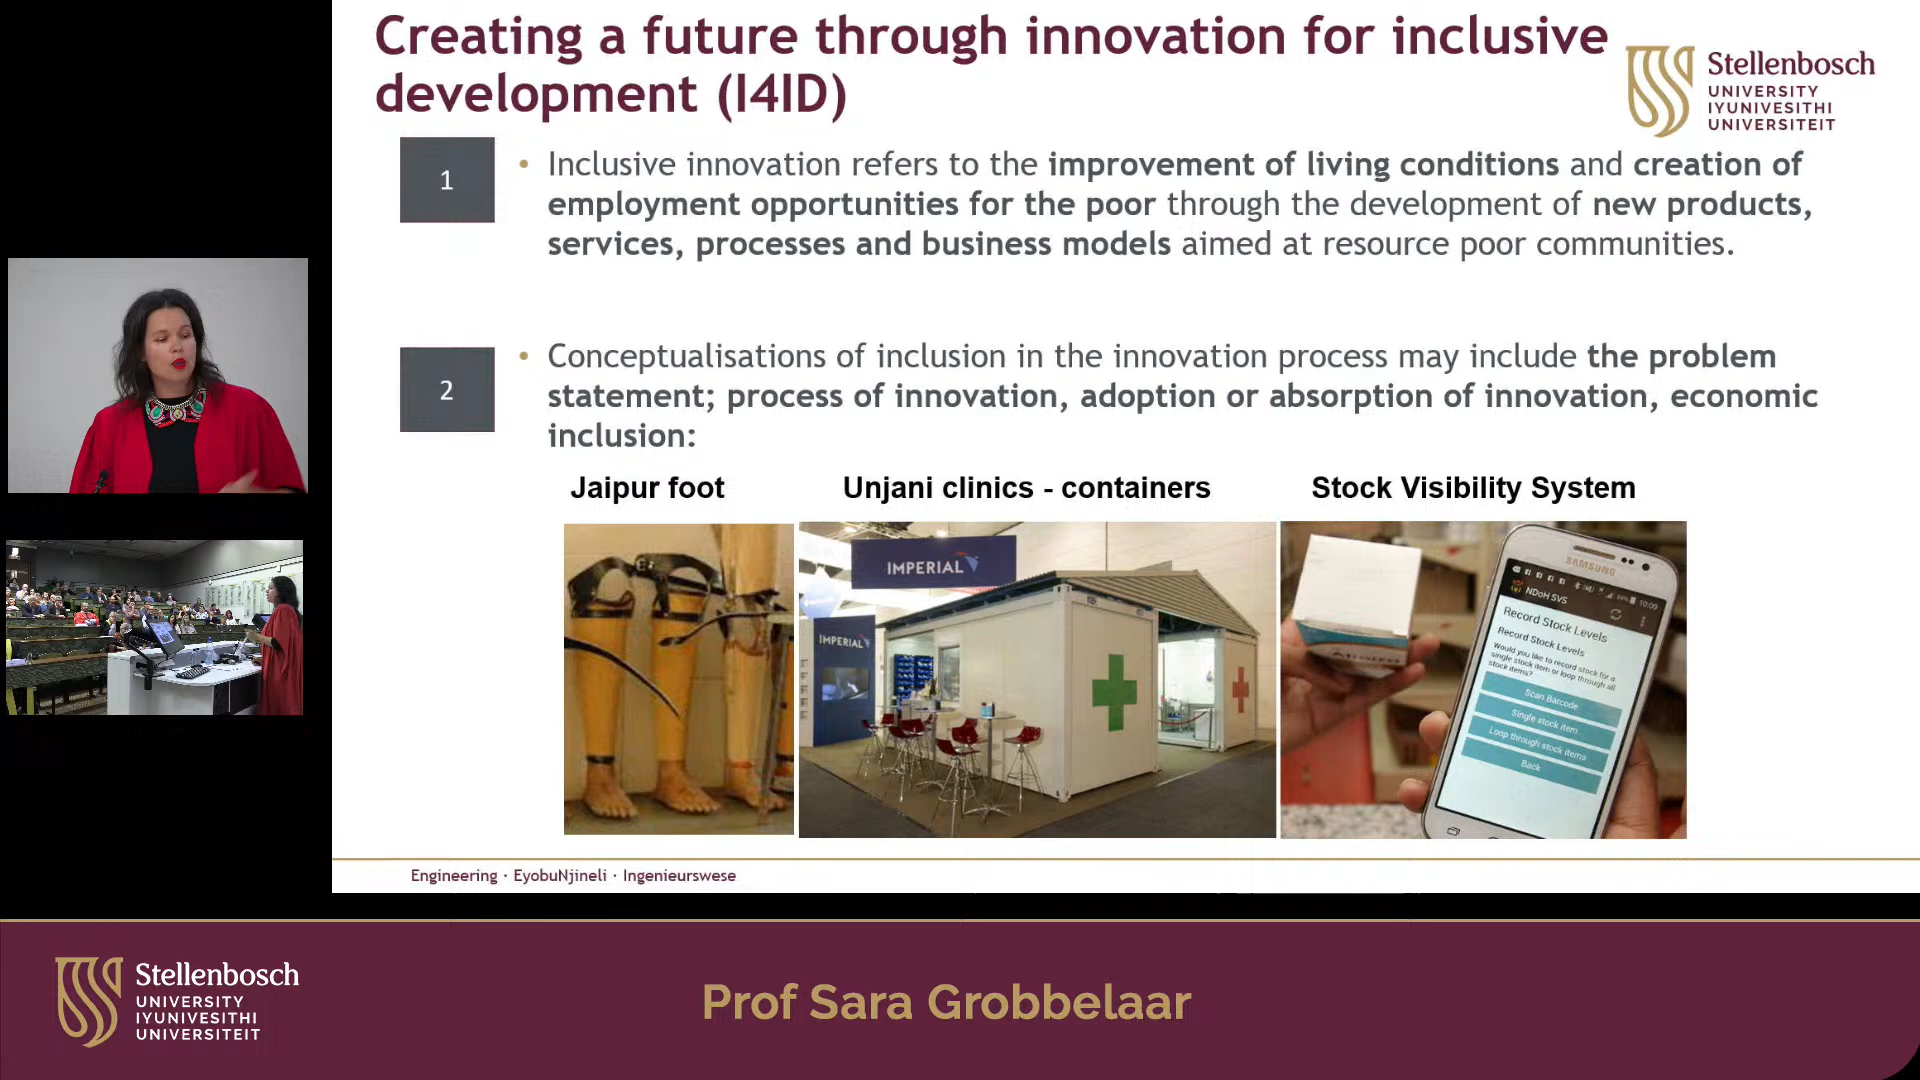 Creating a future through innovation for inclusive
development (I4ID)
Stellenbosch
UNIVERSITY
IYUNIVESITHI
UNIVERSITEIT
1
• Inclusive innovation refers to the improvement of living conditions and creation of
employment opportunities for the poor through the development of new products,
services, processes and business models aimed at resource poor communities.
2
• Conceptualisations of inclusion in the innovation process may include the problem
statement; process of innovation, adoption or absorption of innovation, economic
inclusion:
Jaipur foot
Unjani clinics - containers
Stock Visibility System
IMPERIAL
IMPERIAL
SAMSUNG
10:09
NDoH SVS
Record Stock Levels
Record Stock Levels
Would you like to record stock for a
single stock item or loop through all
stock items?
Scan Barcode
Single stock item
Loop through stock items
Back
Engineering · EyobuNjineli · Ingenieurswese
Stellenbosch
UNIVERSITY
IYUNIVESITHI
UNIVERSITEIT
Prof Sara Grobbelaar